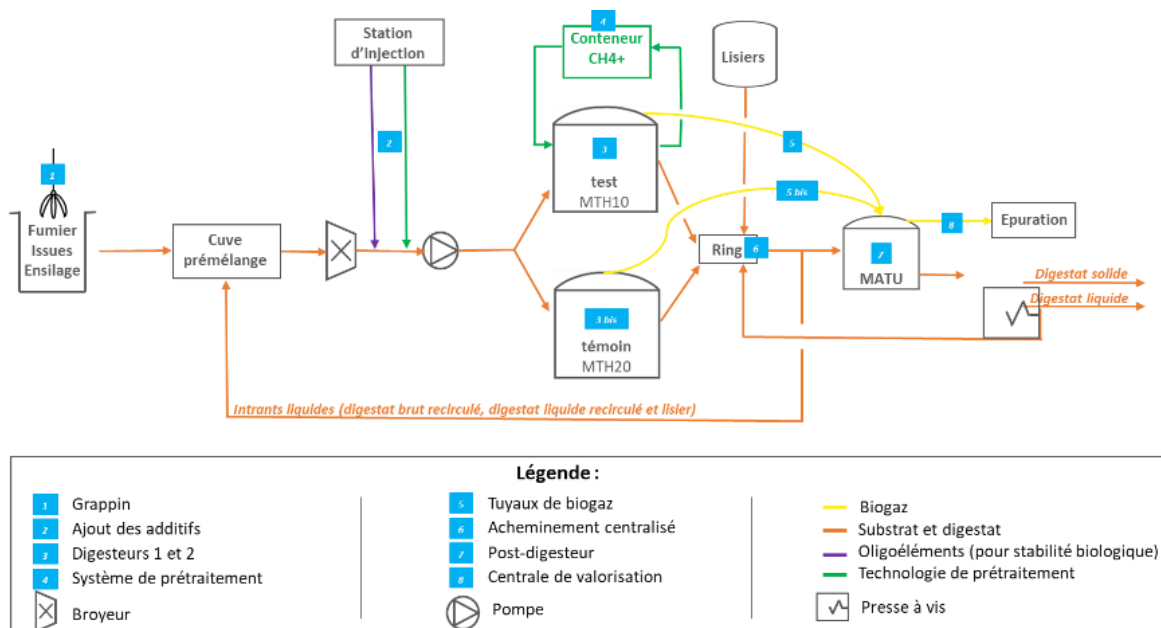 Station
d'Injection
4
Conteneur
CH4+
Lisiers
1
2
3
test
MTH10
5
5 bis
8
Epuration
Fumier
Issues
Ensilage
Cuve
prémélange
Ring
6
7
MATU
Digestat solide
Digestat liquide
3 bis
témoin
MTH20
Intrants liquides (digestat brut recirculé, digestat liquide recirculé et lisier)
Légende :
1 Grappin
2 Ajout des additifs
3 Digesteurs 1 et 2
4 Système de prétraitement
Broyeur
5 Tuyaux de biogaz
6 Acheminement centralisé
7 Post-digesteur
8 Centrale de valorisation
Pompe
Biogaz
Substrat et digestat
Oligoéléments (pour stabilité biologique)
Technologie de prétraitement
Presse à vis